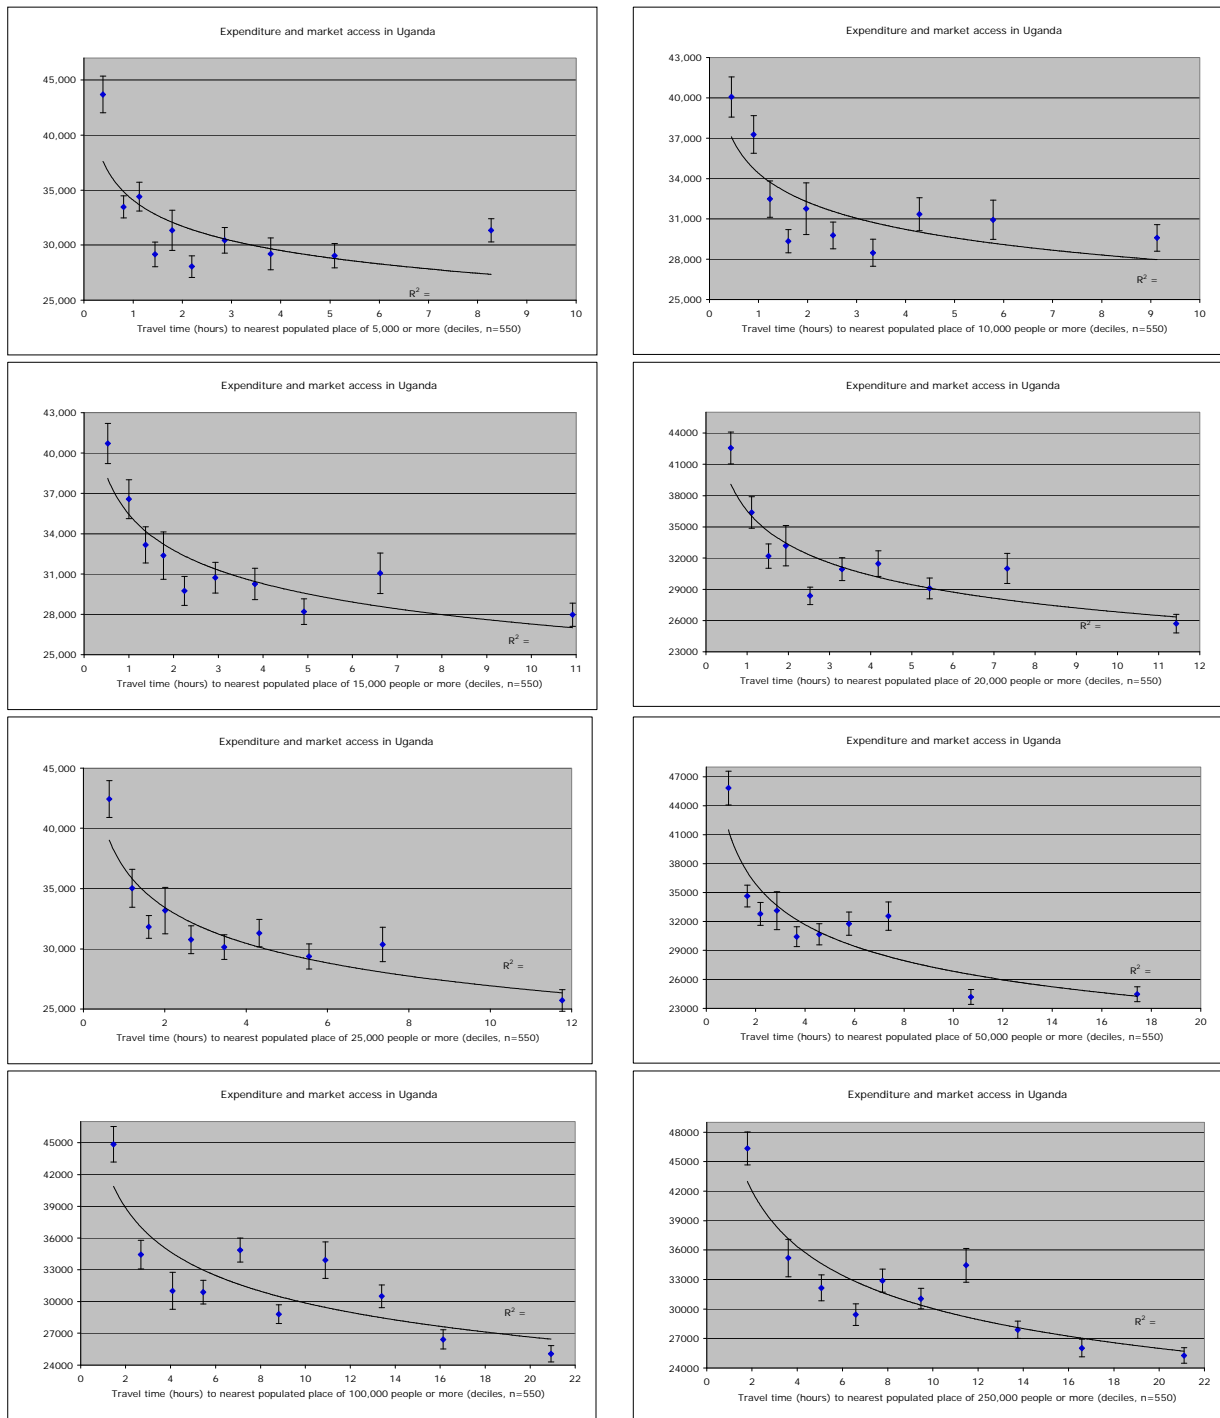 Expenditure and market access in Uganda
45,000
40,000
35,000
30,000
25,000
R² =
0 1 2 3 4 5 6 7 8 9 10
Travel time (hours) to nearest populated place of 5,000 or more (deciles, n=550)
Expenditure and market access in Uganda
43,000
40,000
37,000
34,000
31,000
28,000
25,000
R² =
0 1 2 3 4 5 6 7 8 9 10
Travel time (hours) to nearest populated place of 10,000 people or more (deciles, n=550)
Expenditure and market access in Uganda
43,000
40,000
37,000
34,000
31,000
28,000
25,000
R² =
0 1 2 3 4 5 6 7 8 9 10 11
Travel time (hours) to nearest populated place of 15,000 people or more (deciles, n=550)
Expenditure and market access in Uganda
44000
41000
38000
35000
32000
29000
26000
23000
R² =
0 1 2 3 4 5 6 7 8 9 10 11 12
Travel time (hours) to nearest populated place of 20,000 people or more (deciles, n=550)
Expenditure and market access in Uganda
45,000
40,000
35,000
30,000
25,000
R² =
0 2 4 6 8 10 12
Travel time (hours) to nearest populated place of 25,000 people or more (deciles, n=550)
Expenditure and market access in Uganda
47000
44000
41000
38000
35000
32000
29000
26000
23000
R² =
0 2 4 6 8 10 12 14 16 18 20
Travel time (hours) to nearest populated place of 50,000 people or more (deciles, n=550)
Expenditure and market access in Uganda
45000
42000
39000
36000
33000
30000
27000
24000
R² =
0 2 4 6 8 10 12 14 16 18 20 22
Travel time (hours) to nearest populated place of 100,000 people or more (deciles, n=550)
Expenditure and market access in Uganda
48000
45000
42000
39000
36000
33000
30000
27000
24000
R² =
0 2 4 6 8 10 12 14 16 18 20 22
Travel time (hours) to nearest populated place of 250,000 people or more (deciles, n=550)